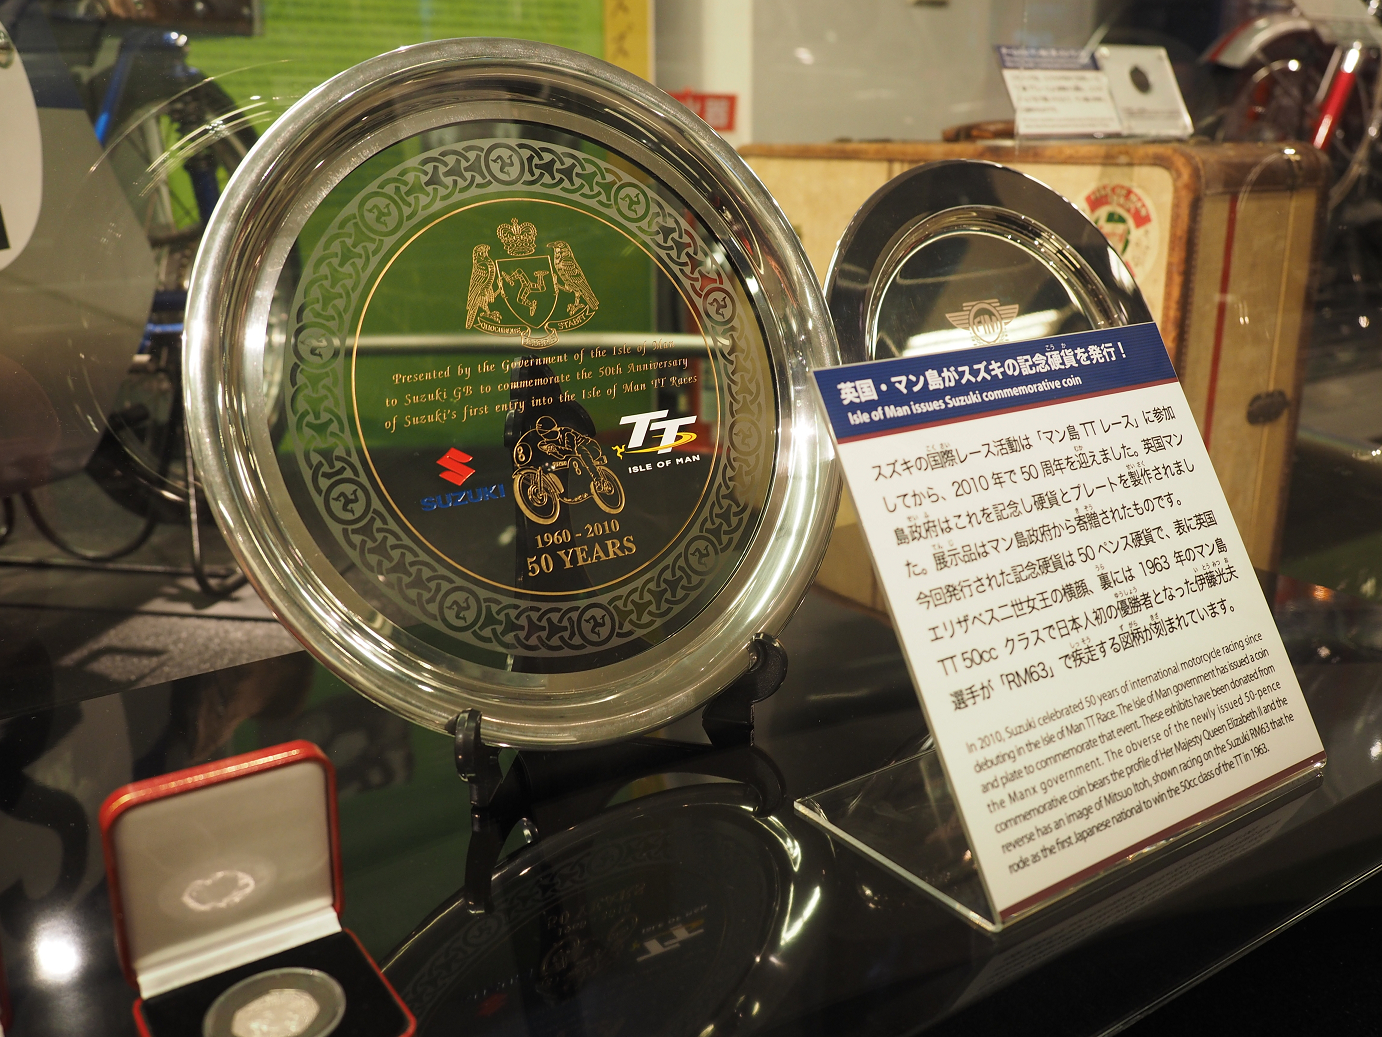 QUOCUNQUE
STABIT
Presented by the Government of the Isle of Man
to Suzuki GB to commemorate the 50th Anniversary
of Suzuki's first entry into the Isle of Man TT Races
TT
ISLE OF MAN
SUZUKI
8
1960 - 2010
50 YEARS
英国・マン島がスズキの記念硬貨を発行！
Isle of Man issues Suzuki commemorative coin
スズキの国際レース活動は「マン島 TT レース」に参加
してから、2010 年で 50 周年を迎えました。英国マン
島政府はこれを記念し硬貨とプレートを製作されまし
た。展示品はマン島政府から寄贈されたものです。
今回発行された記念硬貨は 50 ペンス硬貨で、表に英国
エリザベス二世女王の横顔、裏には 1963 年のマン島
TT 50cc クラスで日本人初の優勝者となった伊藤光夫
選手が「RM63」で疾走する図柄が刻まれています。
In 2010, Suzuki celebrated 50 years of international motorcycle racing since
debuting in the Isle of Man TT Race. The Isle of Man government has issued a coin
and plate to commemorate that event. These exhibits have been donated from
the Manx government. The obverse of the newly issued 50-pence
commemorative coin bears the profile of Her Majesty Queen Elizabeth II and the
reverse has an image of Mitsuo Itoh, shown racing on the Suzuki RM63 that he
rode as the first Japanese national to win the 50cc class of the TT in 1963.